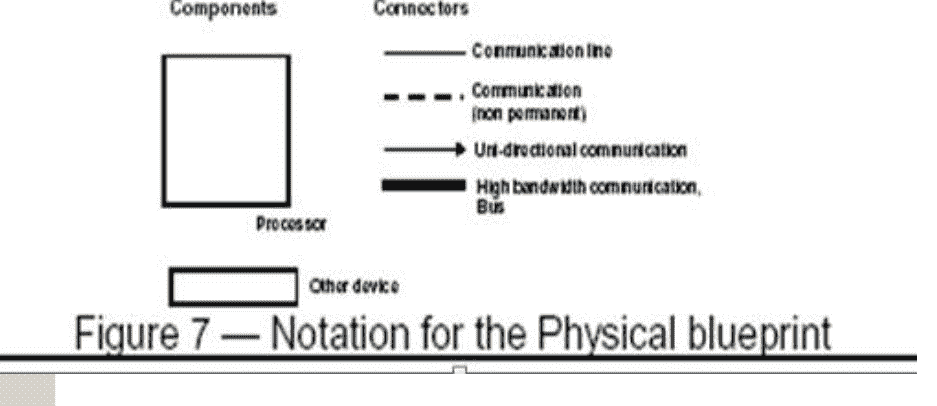 Components
Connectors
Communication line
Communication
(non permanent)
Uni-directional communication
High bandwidth communication,
Bus
Processor
Other device
Figure 7 — Notation for the Physical blueprint